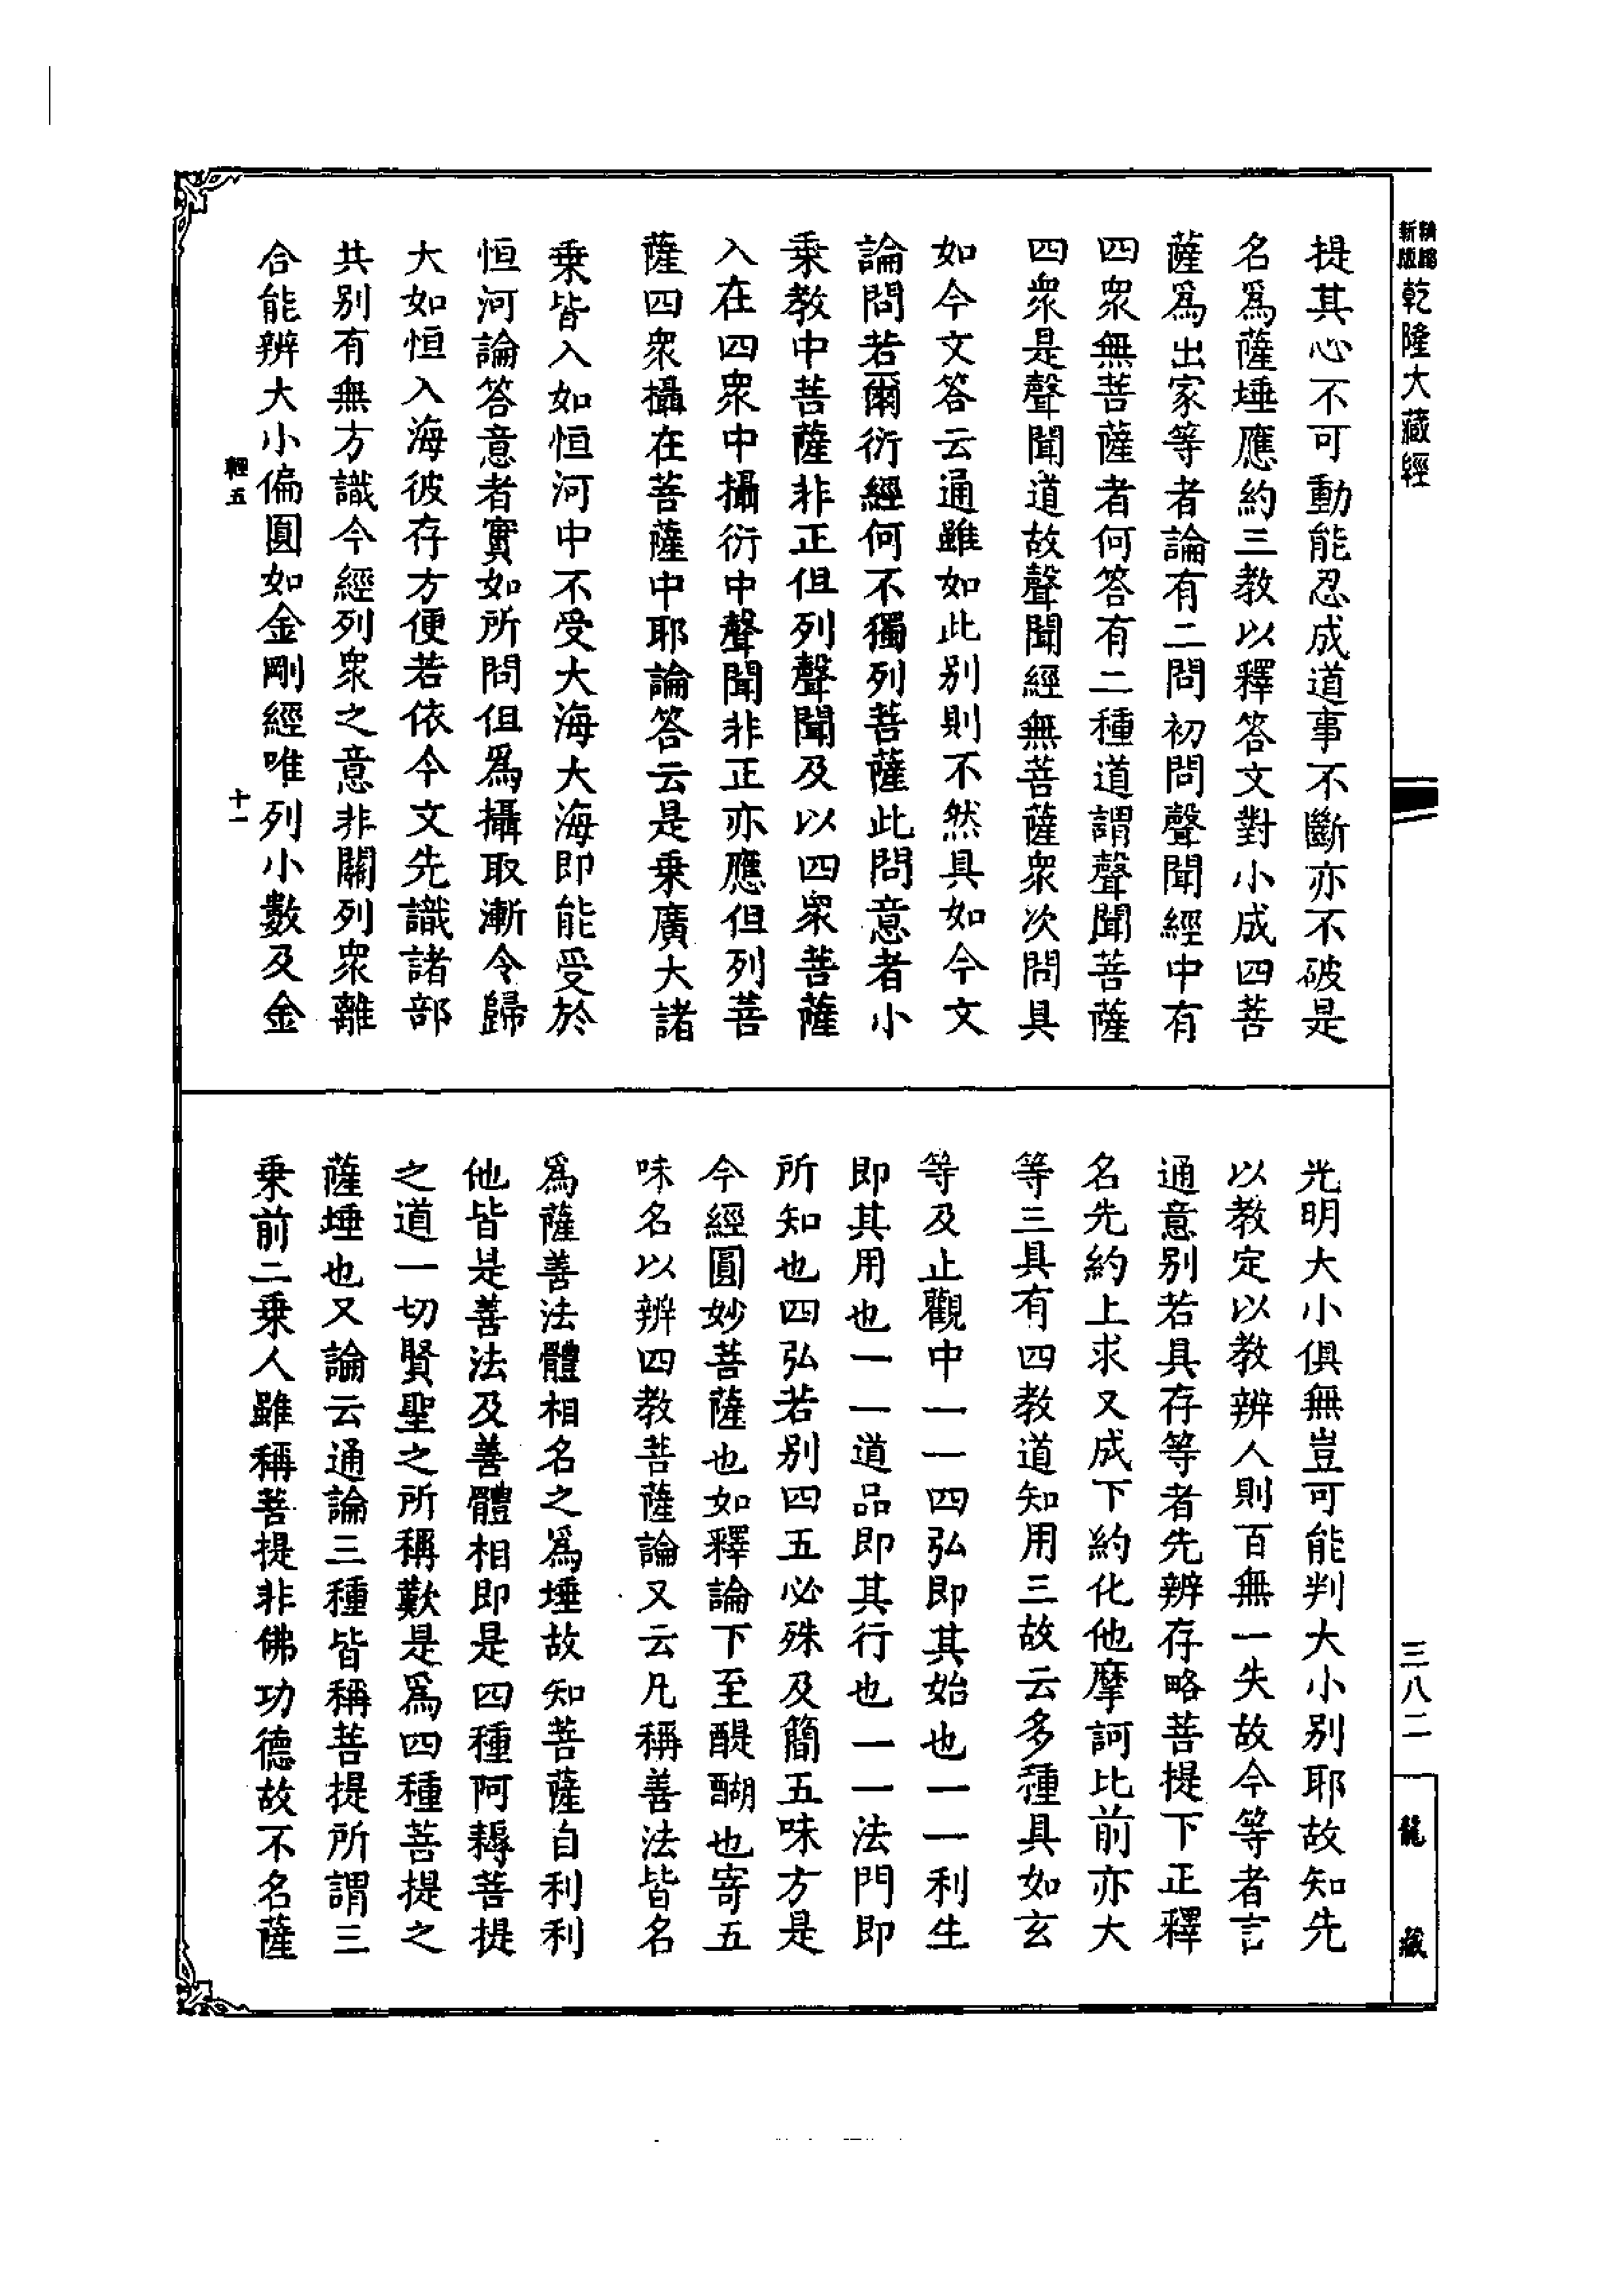 乾隆大藏經
三八二
龍藏
提其心不可動能忍成道事不斷亦不破是
名爲薩埵應約三教以釋答文對小成四菩
薩爲出家等者論有二問初問聲聞經中有
四衆無菩薩者何答有二種道謂聲聞菩薩
四衆是聲聞道故聲聞經無菩薩衆次問具
如今文答云通雖如此别則不然具如今文
論問若爾衍經何不獨列菩薩此問意者小
乗教中菩薩非正但列聲聞及以四衆菩薩
入在四衆中攝衍中聲聞非正亦應但列菩
薩四衆攝在菩薩中耶論答云是乗廣大諸
乗皆入如恒河中不受大海大海即能受於
恒河論答意者實如所問但爲攝取漸令歸
大如恒入海彼存方便若依今文先識諸部
共别有無方識今經列衆之意非關列衆離
合能辨大小偏圓如金剛經唯列小數及金
輕五
十一
光明大小俱無豈可能判大小别耶故知先
以教定以教辨人則百無一失故今等者言
通意别若具存等者先辨存略菩提下正釋
名先約上求又成下約化他摩訶比前亦大
等三具有四教道知用三故云多種具如玄
等及止觀中一一四弘即其始也一一利生
即其用也一一道品即其行也一一法門即
所知也四弘若别四五必殊及簡五味方是
今經圓妙菩薩也如釋論下至醍醐也寄五
味名以辨四教菩薩論又云凡稱善法皆名
爲薩善法體相名之爲埵故知菩薩自利利
他皆是善法及善體相即是四種阿耨菩提
之道一切賢聖之所稱歎是爲四種菩提之
薩埵也又論云通論三種皆稱菩提所謂三
乗前二乗人雖稱菩提非佛功德故不名薩